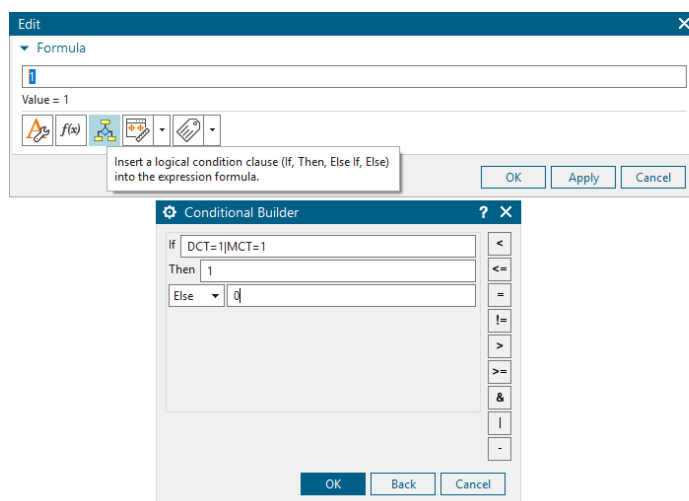 Edit
Formula
1
Value = 1
f(x)
Insert a logical condition clause (If, Then, Else If, Else)
into the expression formula.
OK Apply Cancel
Conditional Builder ?
If DCT=1|MCT=1 <
Then 1 <=
Else 0 =
!=
>
>=
&
|
-
OK Back Cancel